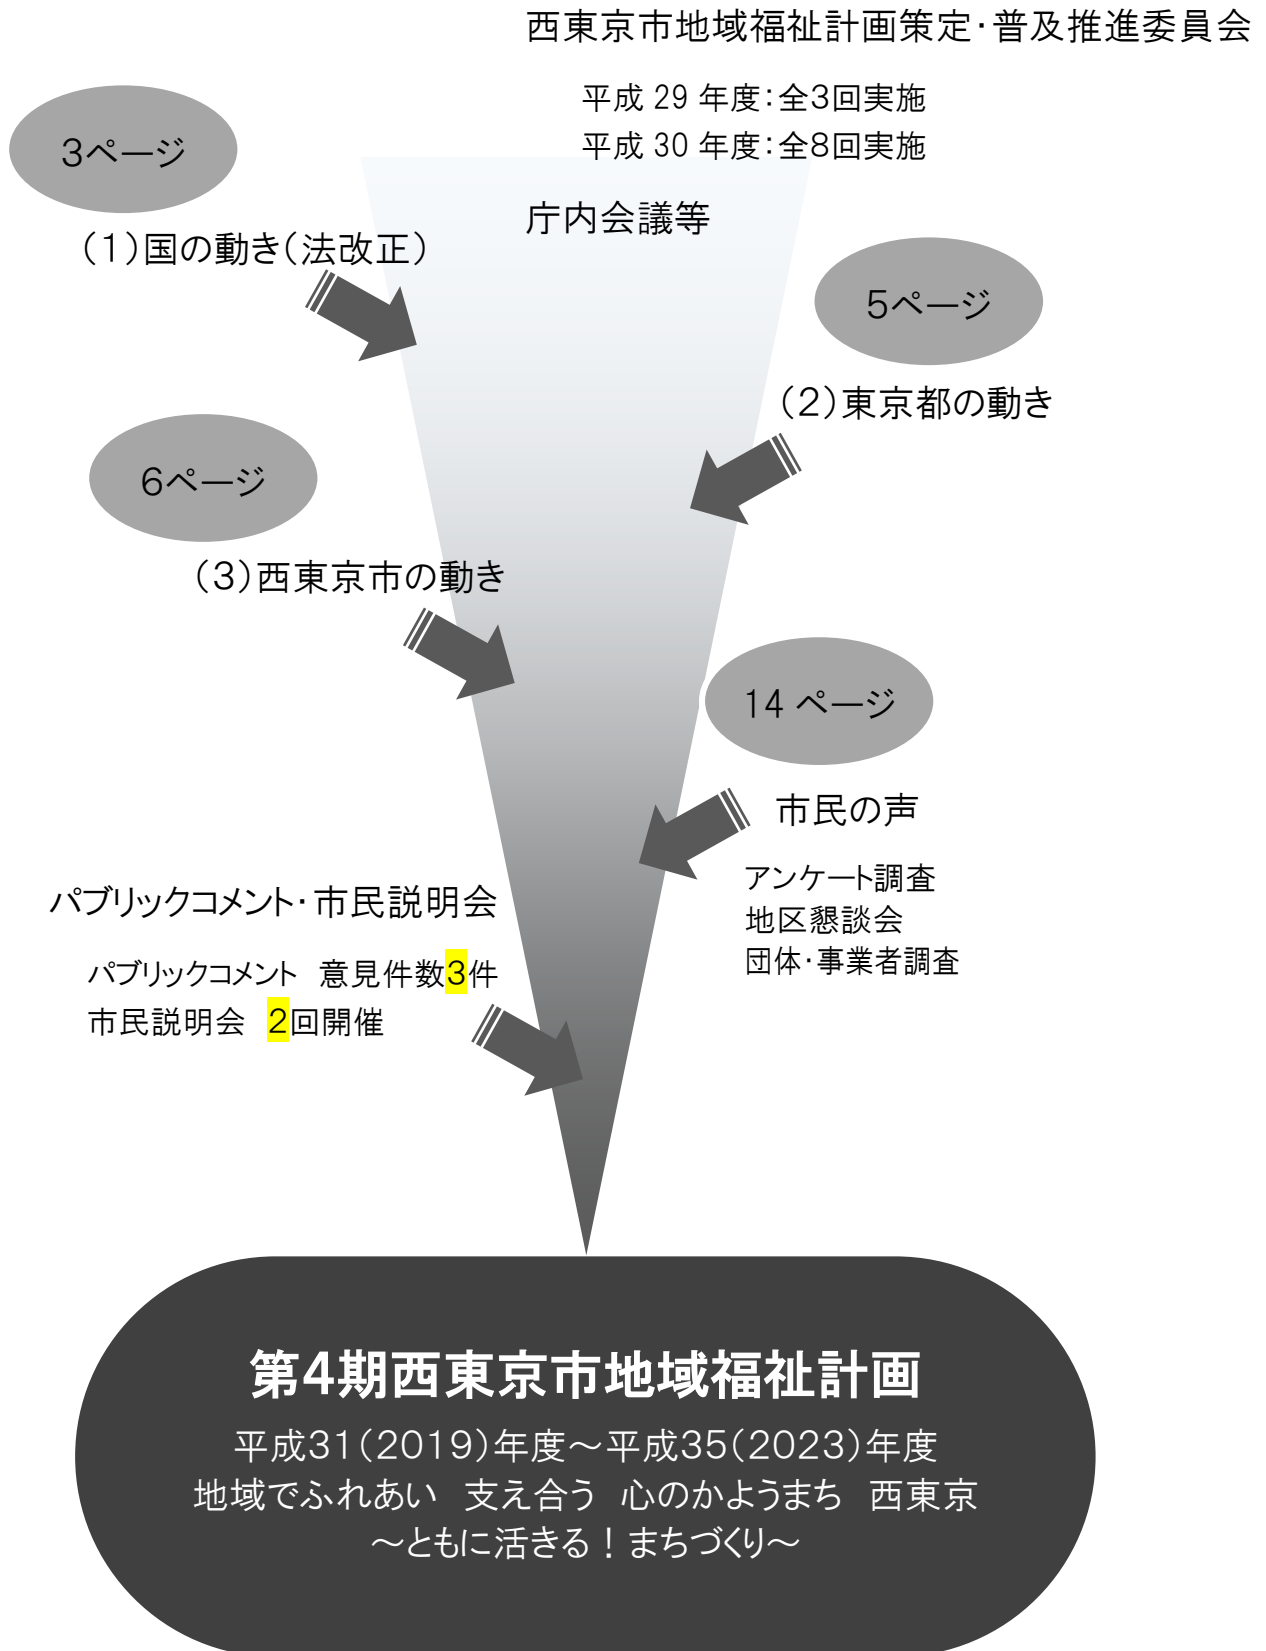 西東京市地域福祉計画策定・普及推進委員会
平成 29 年度：全３回実施
平成 30 年度：全８回実施
３ページ
庁内会議等
（１）国の動き（法改正）
５ページ
（２）東京都の動き
６ページ
（３）西東京市の動き
14 ページ
市民の声
アンケート調査
地区懇談会
団体・事業者調査
パブリックコメント・市民説明会
パブリックコメント　意見件数３件
市民説明会　２回開催
第４期西東京市地域福祉計画
平成３１（２０１９）年度～平成３５（２０２３）年度
地域でふれあい　支え合う　心のかようまち　西東京
～ともに活きる！まちづくり～